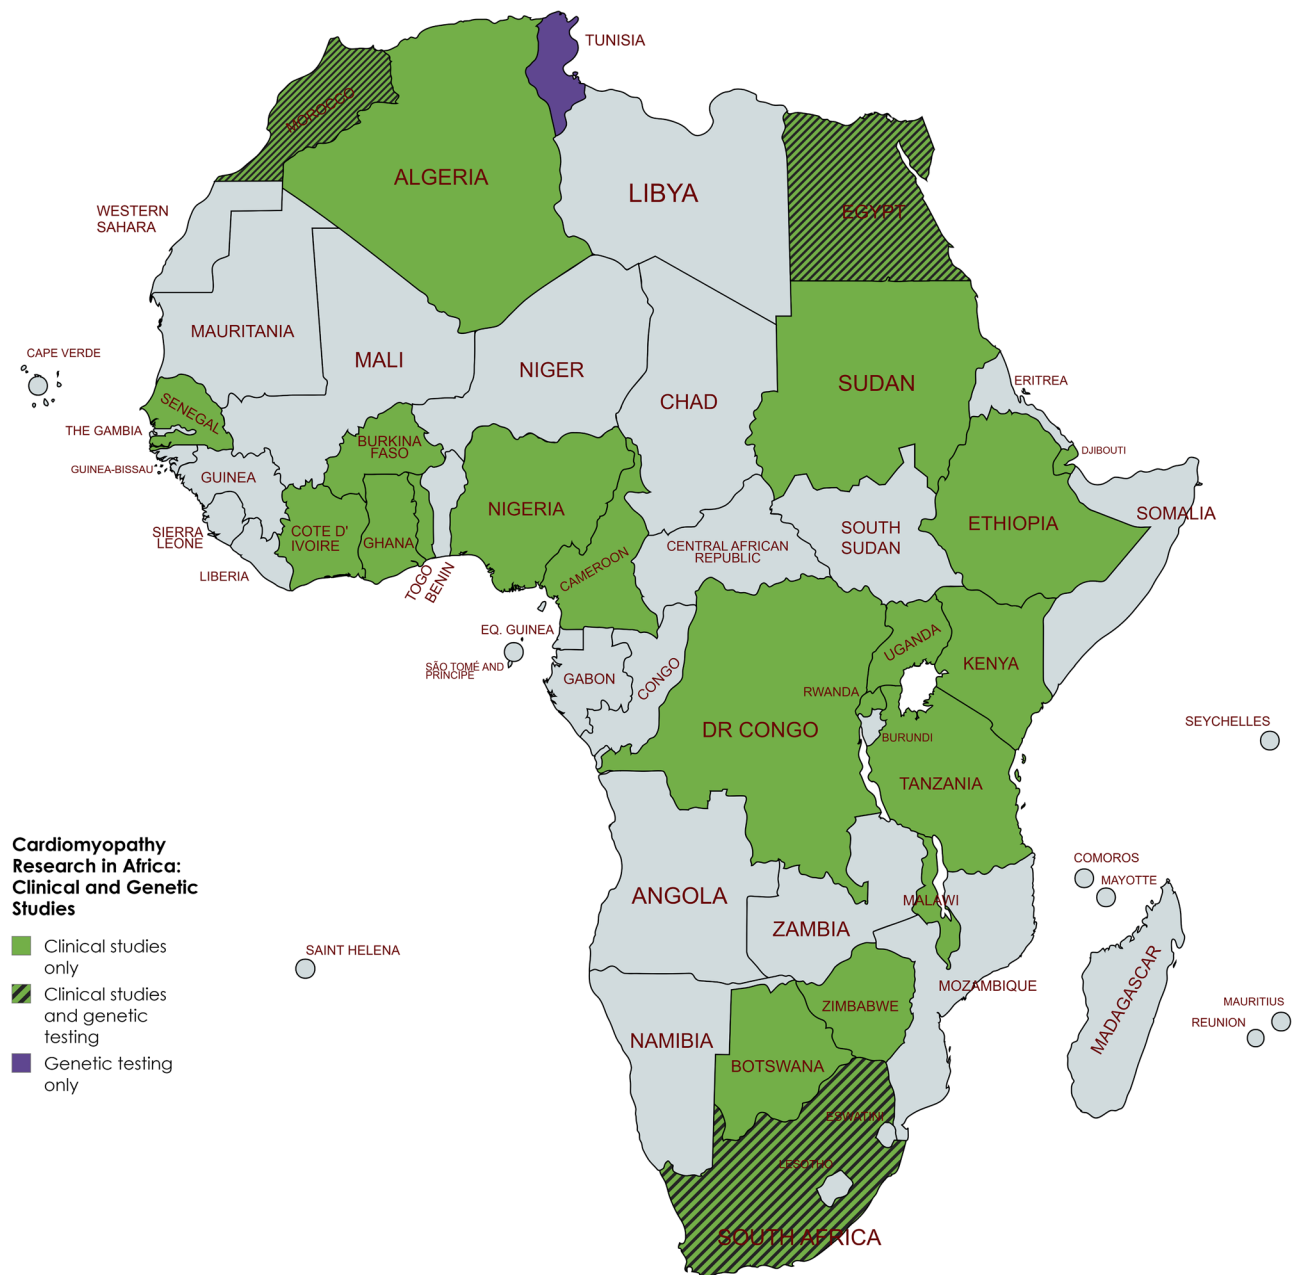 TUNISIA
MOROCCO
ALGERIA
LIBYA
EGYPT
WESTERN
SAHARA
MAURITANIA
MALI
NIGER
CHAD
SUDAN
ERITREA
CAPE VERDE
SENEGAL
THE GAMBIA
GUINEA-BISSAU
GUINEA
BURKINA
FASO
DJIBOUTI
SIERRA
LEONE
LIBERIA
COTE D'
IVOIRE
GHANA
TOGO
BENIN
NIGERIA
CAMEROON
CENTRAL AFRICAN
REPUBLIC
SOUTH
SUDAN
ETHIOPIA
SOMALIA
EQ. GUINEA
SÃO TOMÉ AND
PRINCIPE
GABON
CONGO
DR CONGO
UGANDA
KENYA
RWANDA
BURUNDI
TANZANIA
SEYCHELLES
Cardiomyopathy
Research in Africa:
Clinical and Genetic
Studies
Clinical studies
only
Clinical studies
and genetic
testing
Genetic testing
only
SAINT HELENA
ANGOLA
ZAMBIA
MALAWI
COMOROS
MAYOTTE
MOZAMBIQUE
MADAGASCAR
MAURITIUS
REUNION
NAMIBIA
ZIMBABWE
BOTSWANA
ESWATINI
LESOTHO
SOUTH AFRICA